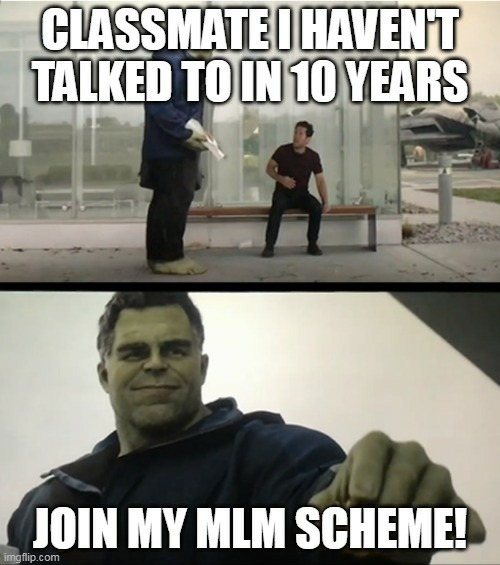 CLASSMATE I HAVEN'T
TALKED TO IN 10 YEARS
JOIN MY MLM SCHEME!
imgflip.com